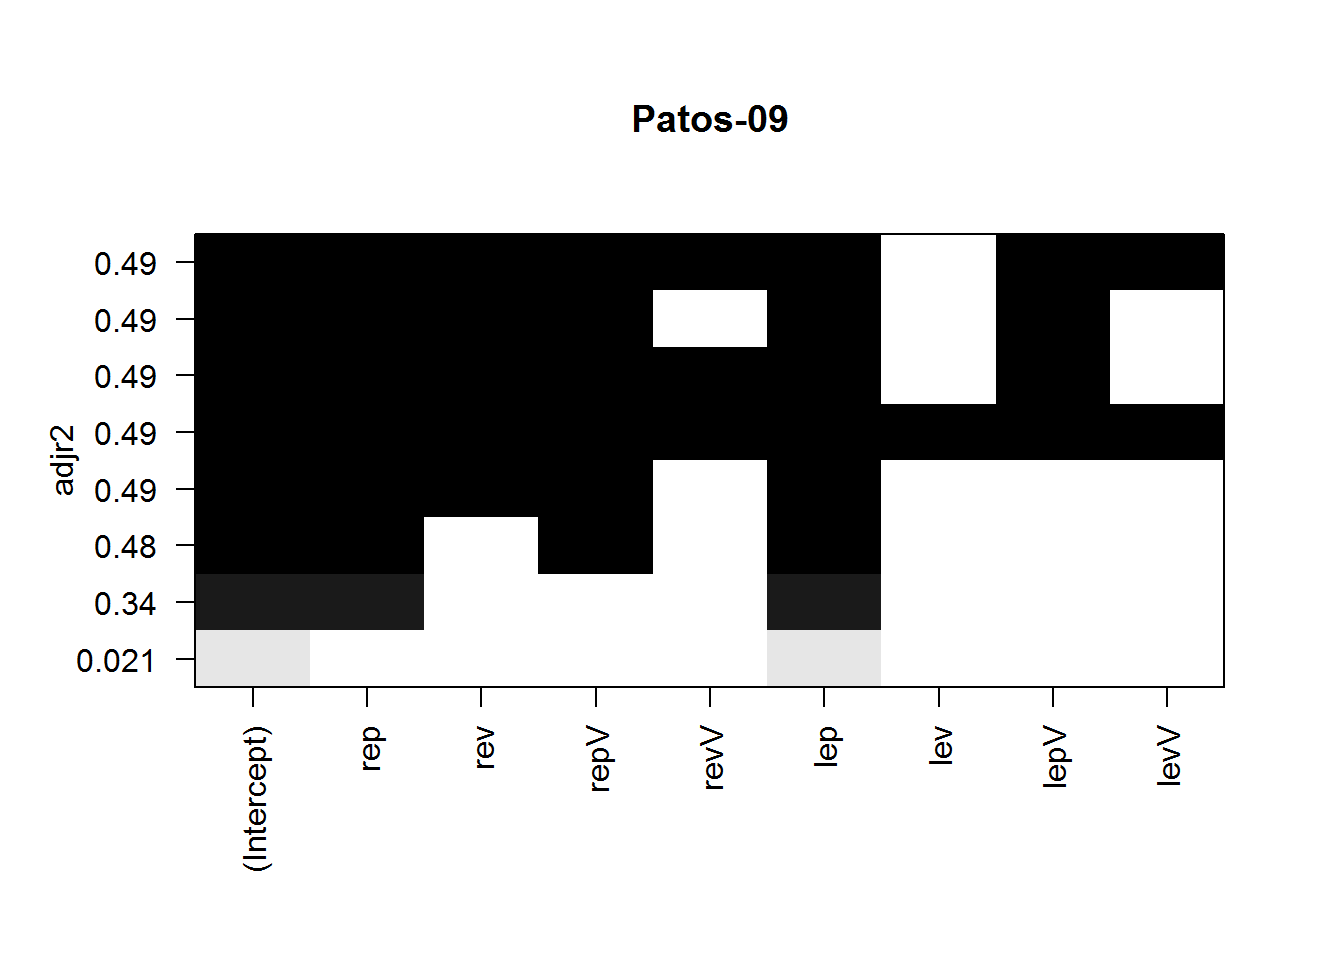 Patos-09
adjr2
0.49
0.49
0.49
0.49
0.49
0.48
0.34
0.021
(Intercept)
rep
rev
repV
revV
lep
lev
lepV
levV